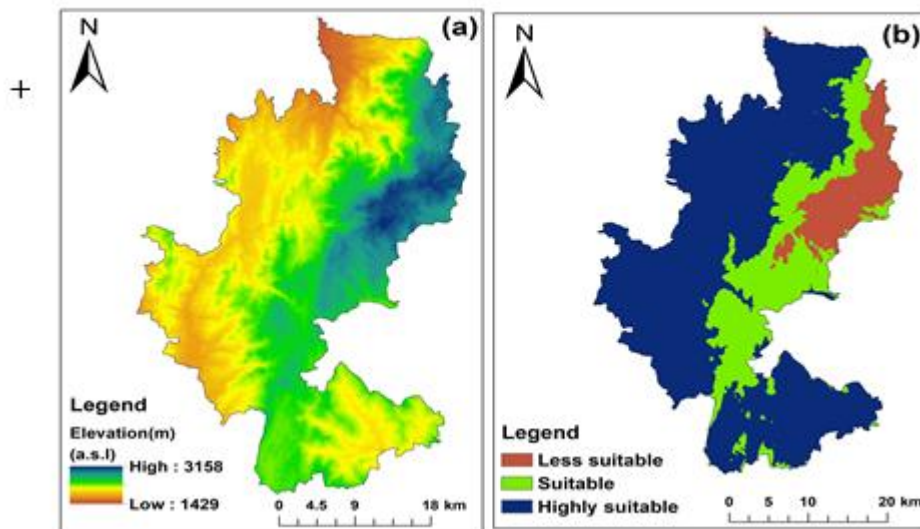 +
N
(a)
Legend
Elevation(m)
(a.s.l)
High : 3158
Low : 1429
0 4.5 9 18 km
N
(b)
Legend
Less suitable
Suitable
Highly suitable
0 5 10 20 km